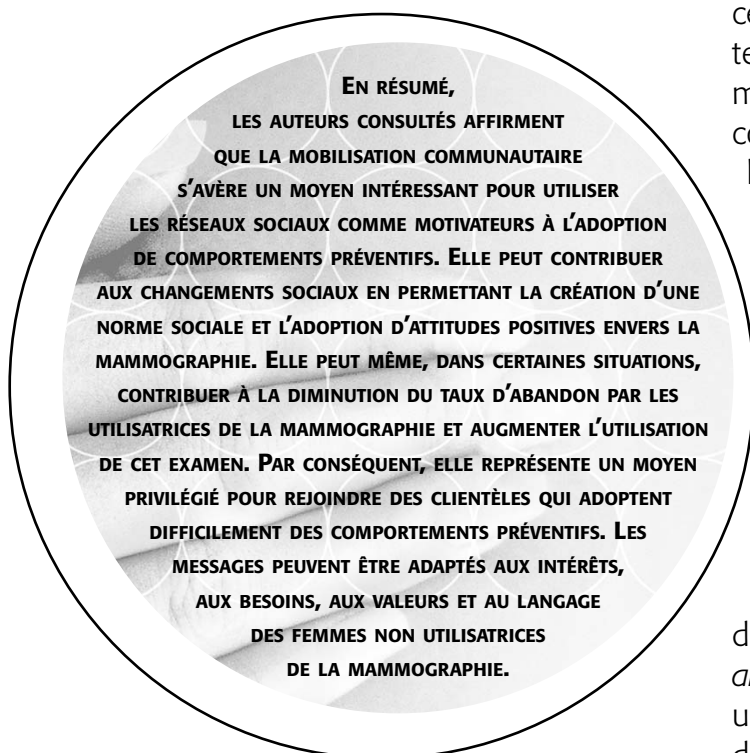 EN RÉSUMÉ,
LES AUTEURS CONSULTÉS AFFIRMENT
QUE LA MOBILISATION COMMUNAUTAIRE
S'AVÈRE UN MOYEN INTÉRESSANT POUR UTILISER
LES RÉSEAUX SOCIAUX COMME MOTIVATEURS À L'ADOPTION
DE COMPORTEMENTS PRÉVENTIFS. ELLE PEUT CONTRIBUER
AUX CHANGEMENTS SOCIAUX EN PERMETTANT LA CRÉATION D'UNE
NORME SOCIALE ET L'ADOPTION D'ATTITUDES POSITIVES ENVERS LA
MAMMOGRAPHIE. ELLE PEUT MÊME, DANS CERTAINES SITUATIONS,
CONTRIBUER À LA DIMINUTION DU TAUX D'ABANDON PAR LES
UTILISATRICES DE LA MAMMOGRAPHIE ET AUGMENTER L'UTILISATION
DE CET EXAMEN. PAR CONSÉQUENT, ELLE REPRÉSENTE UN MOYEN
PRIVILÉGIÉ POUR REJOINDRE DES CLIENTÈLES QUI ADOPTENT
DIFFICILEMENT DES COMPORTEMENTS PRÉVENTIFS. LES
MESSAGES PEUVENT ÊTRE ADAPTÉS AUX INTÉRÊTS,
AUX BESOINS, AUX VALEURS ET AU LANGAGE
DES FEMMES NON UTILISATRICES
DE LA MAMMOGRAPHIE.